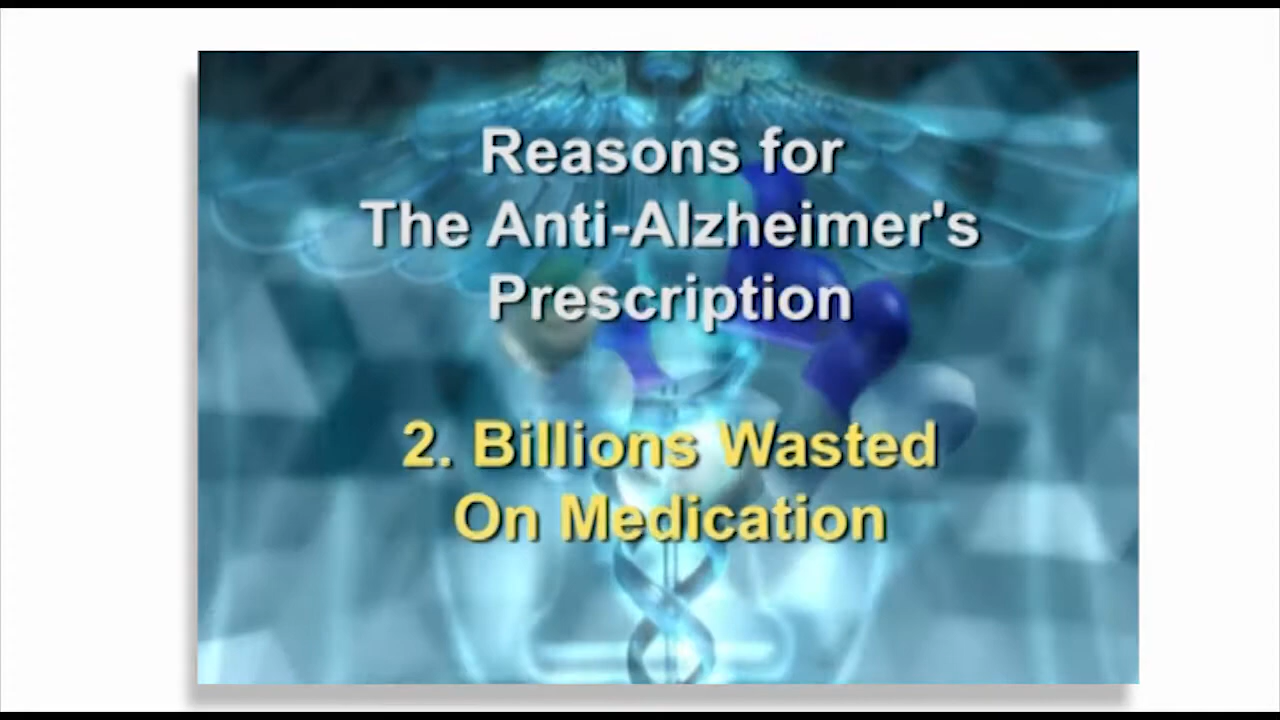 Reasons for
The Anti-Alzheimer's
Prescription
2. Billions Wasted
On Medication